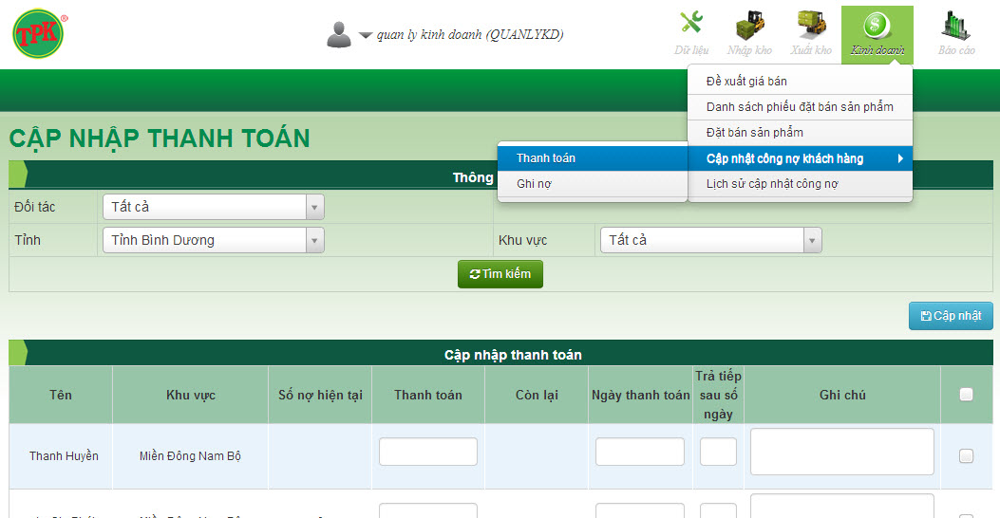 TPK ®
quan ly kinh doanh (QUANLYKD)
Dữ liệu Nhập kho Xuất kho Kinh doanh Báo cáo
Đề xuất giá bán
Danh sách phiếu đặt bán sản phẩm
Đặt bán sản phẩm
Cập nhật công nợ khách hàng
Lịch sử cập nhật công nợ
Thanh toán
Ghi nợ
CẬP NHẬP THANH TOÁN
Thông
Đối tác Tất cả
Tỉnh Tỉnh Bình Dương Khu vực Tất cả
Tìm kiếm
Cập nhật
Cập nhập thanh toán
Tên Khu vực Số nợ hiện tại Thanh toán Còn lại Ngày thanh toán Trả tiếp sau số ngày Ghi chú
Thanh Huyền Miền Đông Nam Bộ